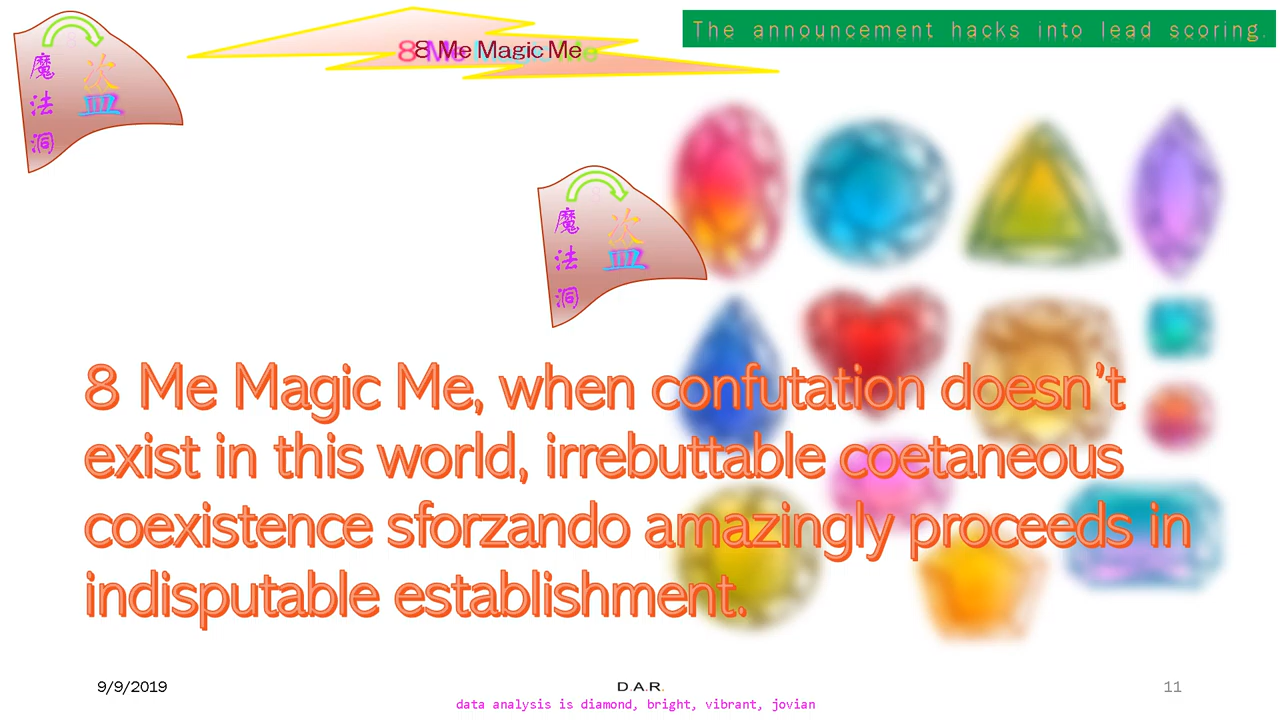 魔法洞
盗
8 Me Magic Me
The announcement hacks into lead scoring.
魔法洞
盗
8 Me Magic Me, when confutation doesn't
exist in this world, irrebuttable coetaneous
coexistence sforzando amazingly proceeds in
indisputable establishment.
9/9/2019
D.A.R.
11
data analysis is diamond, bright, vibrant, jovian